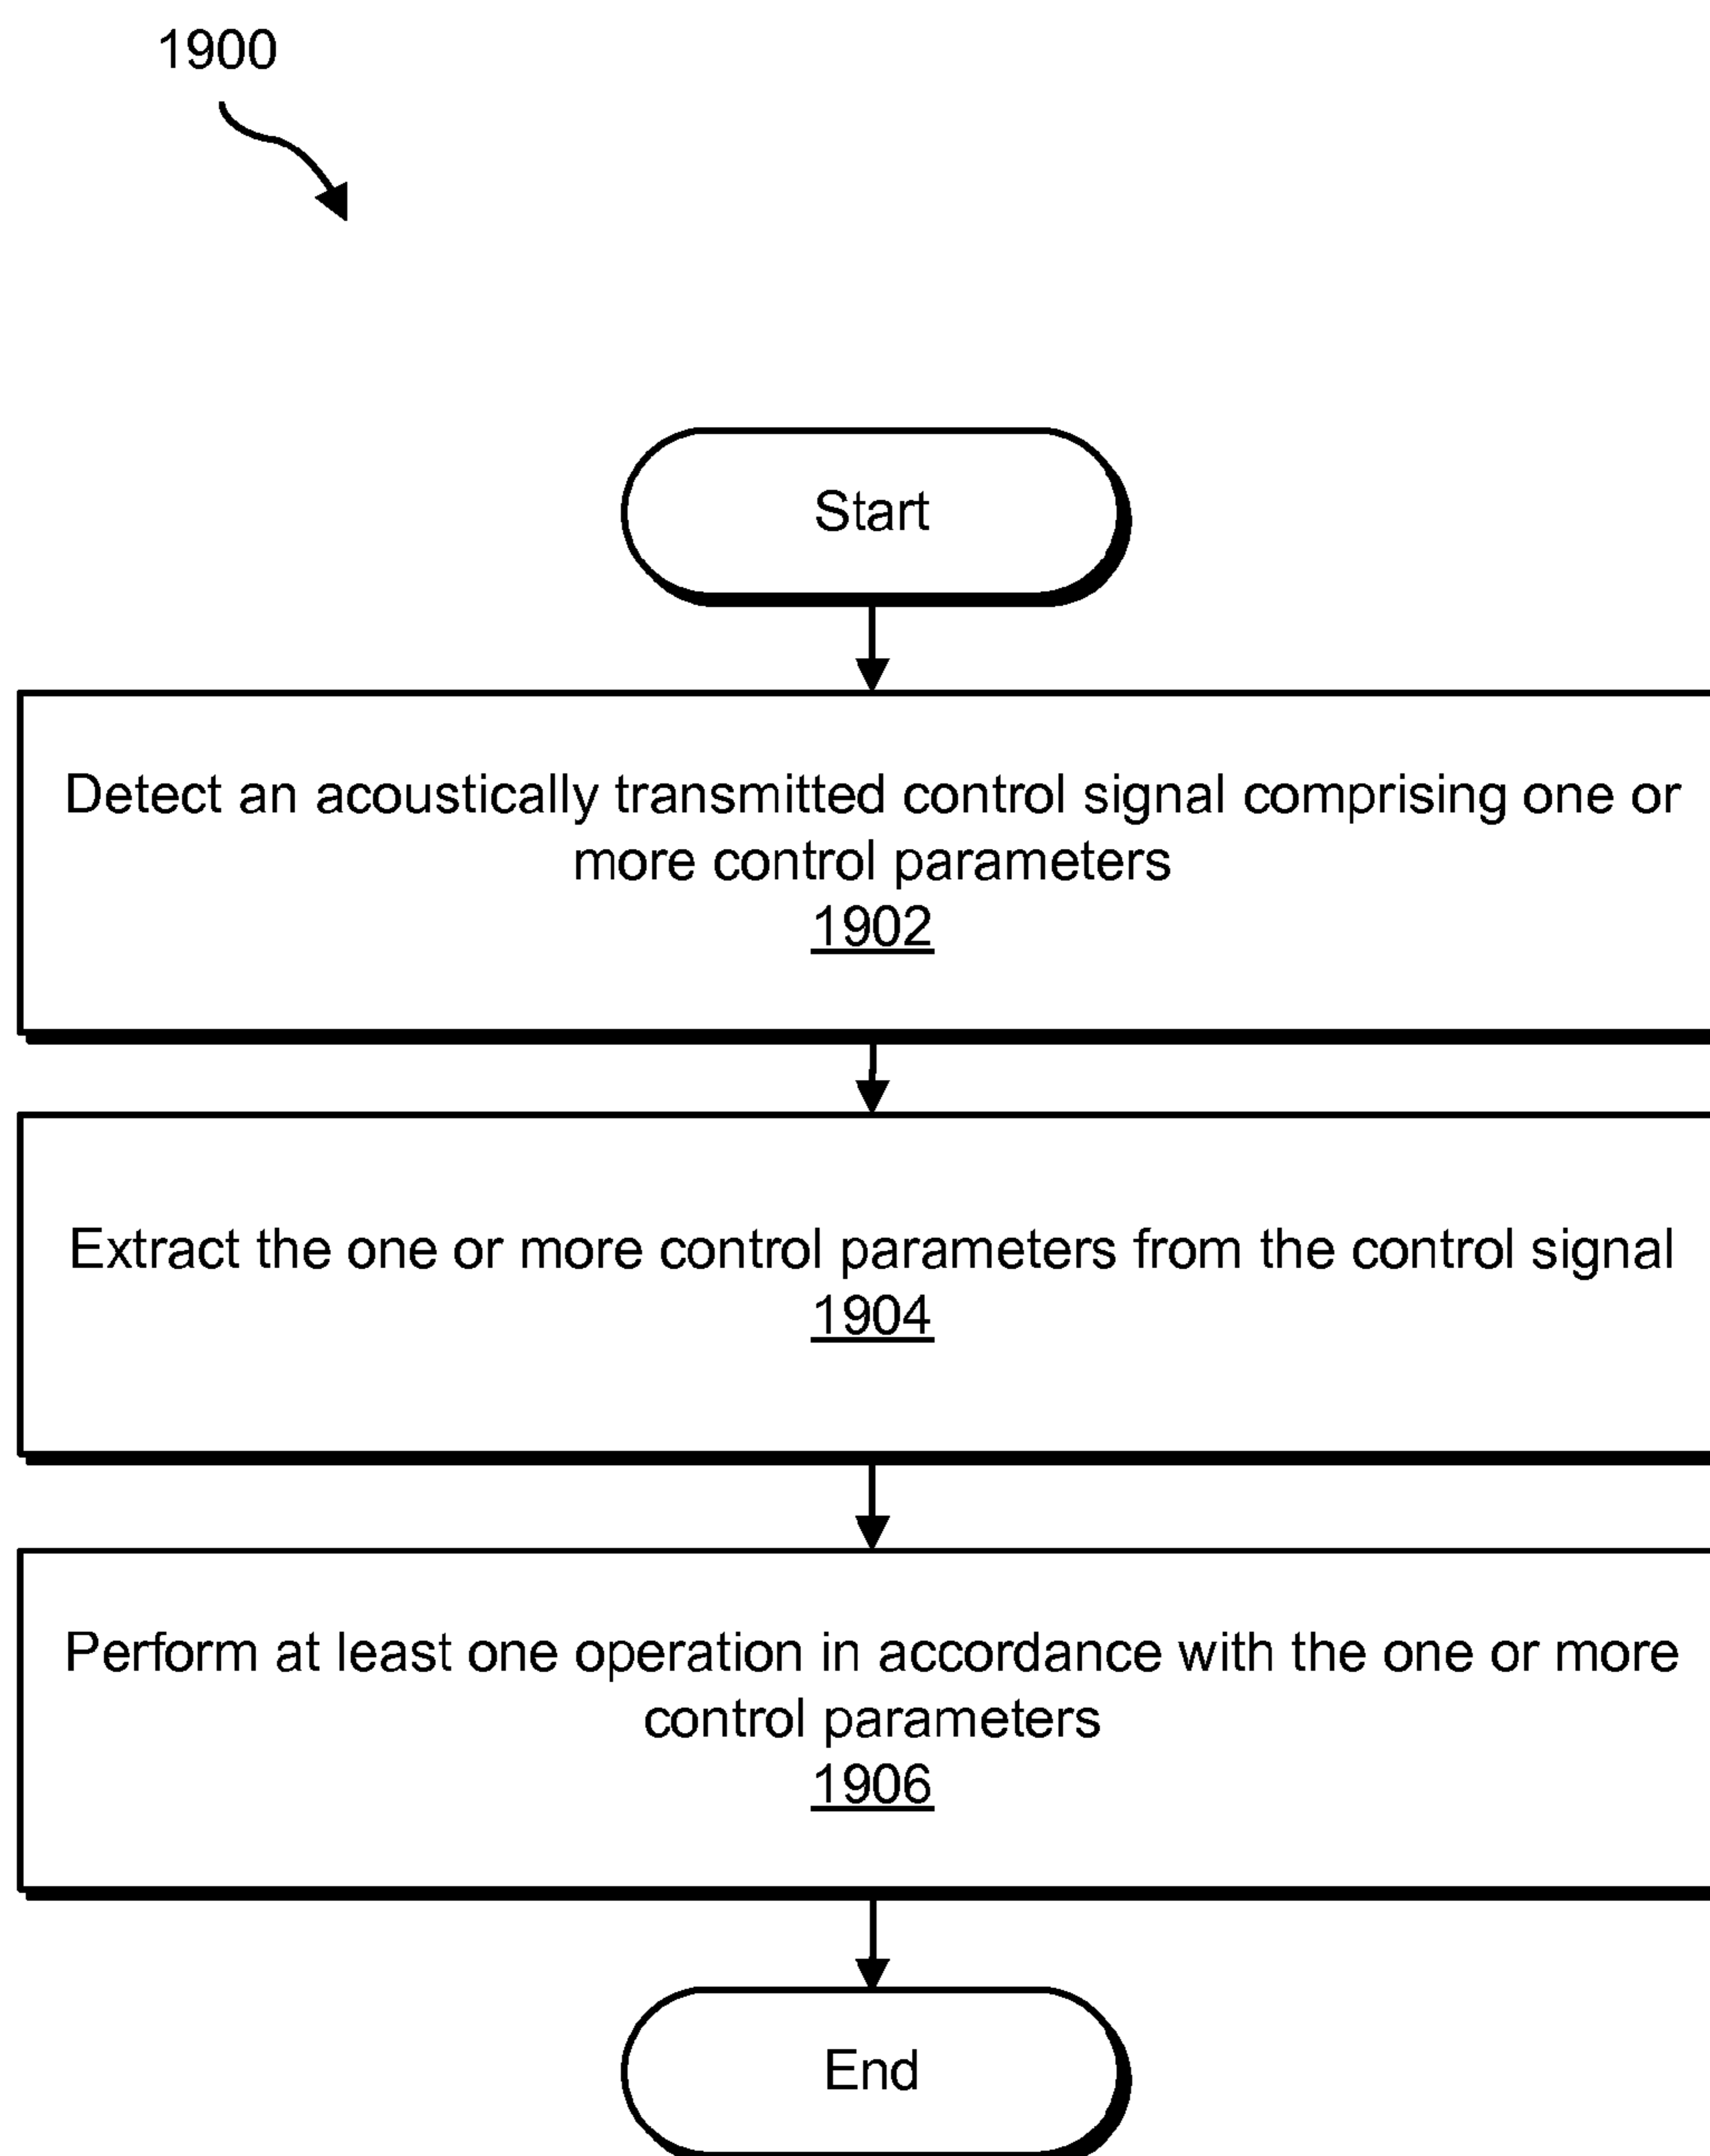 1900
Start
Detect an acoustically transmitted control signal comprising one or
more control parameters
1902
Extract the one or more control parameters from the control signal
1904
Perform at least one operation in accordance with the one or more
control parameters
1906
End